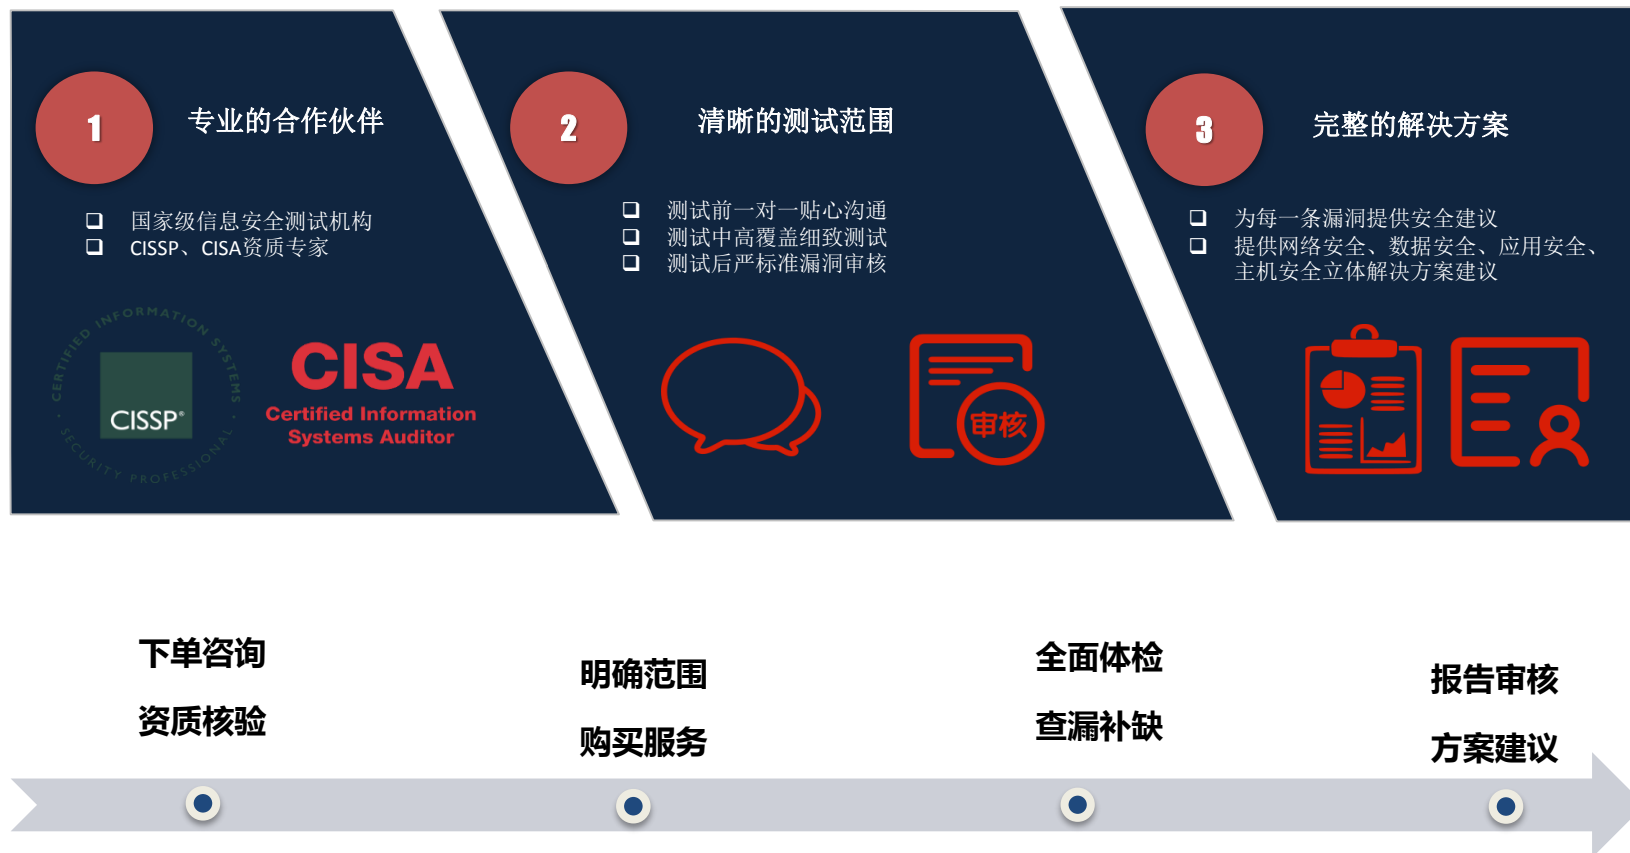 1
专业的合作伙伴
国家级信息安全测试机构
CISSP、CISA资质专家
CERTIFIED INFORMATION SYSTEMS
SECURITY PROFESSIONAL
CISSP®
CISA
Certified Information
Systems Auditor
2
清晰的测试范围
测试前一对一贴心沟通
测试中高覆盖细致测试
测试后严标准漏洞审核
审核
3
完整的解决方案
为每一条漏洞提供安全建议
提供网络安全、数据安全、应用安全、
主机安全立体解决方案建议
下单咨询
资质核验
明确范围
购买服务
全面体检
查漏补缺
报告审核
方案建议